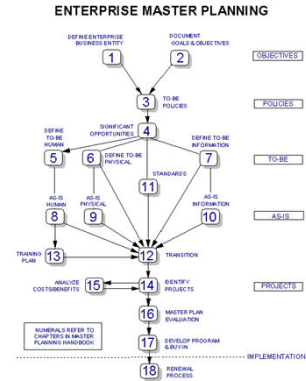 ENTERPRISE MASTER PLANNING
DEFINE ENTERPRISE
BUSINESS ENTITY
DOCUMENT
GOALS & OBJECTIVES
1
2
OBJECTIVES
3
TO-BE
POLICIES
POLICIES
SIGNIFICANT
OPPORTUNITIES
4
DEFINE
TO-BE
HUMAN
5
6
DEFINE TO-BE
PHYSICAL
DEFINE TO-BE
INFORMATION
7
TO-BE
11
STANDARDS
AS-IS
HUMAN
8
AS-IS
PHYSICAL
9
AS-IS
INFORMATION
10
AS-IS
TRAINING
PLAN
13
12
TRANSITION
ANALYZE
COSTS/BENEFITS
15
14
IDENTIFY
PROJECTS
PROJECTS
16
MASTER PLAN
EVALUATION
NUMERALS REFER TO
CHAPTERS IN MASTER
PLANNING HANDBOOK
17
DEVELOP PROGRAM
& BUYIN
IMPLEMENTATION
18
RENEWAL
PROCESS